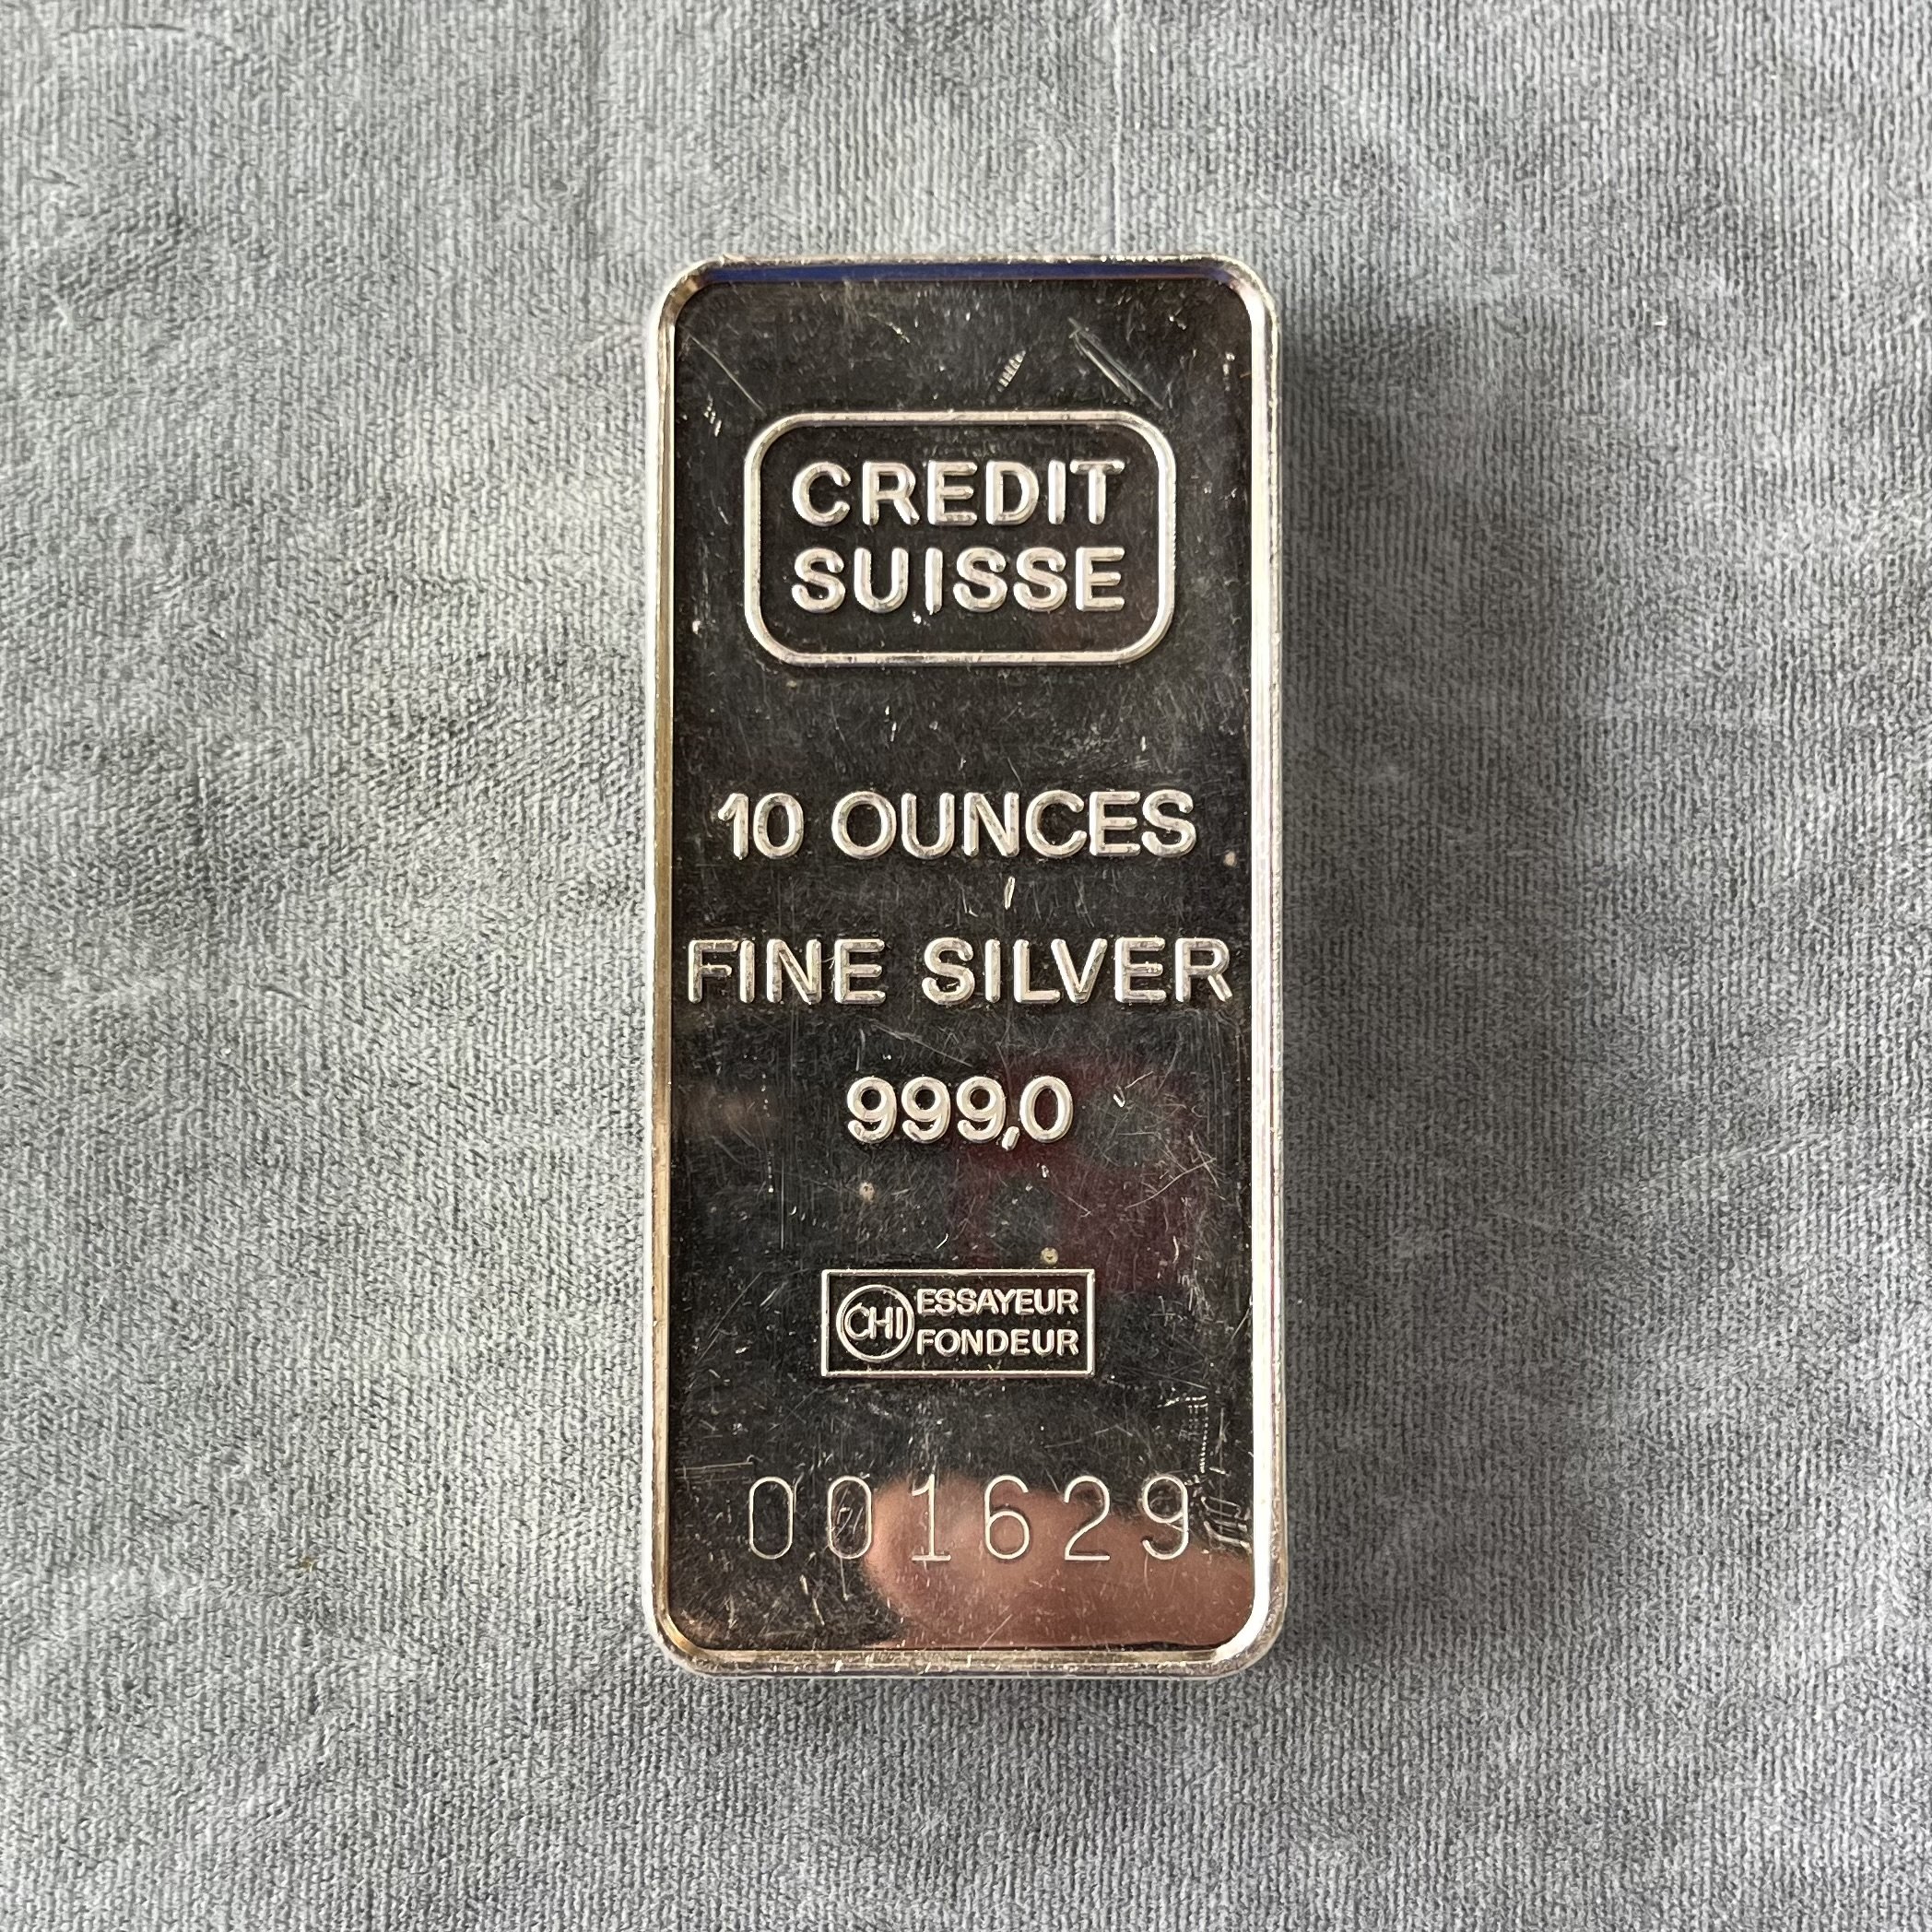 CREDIT
SUISSE
10 OUNCES
FINE SILVER
999,0
CHI ESSAYEUR
FONDEUR
001629